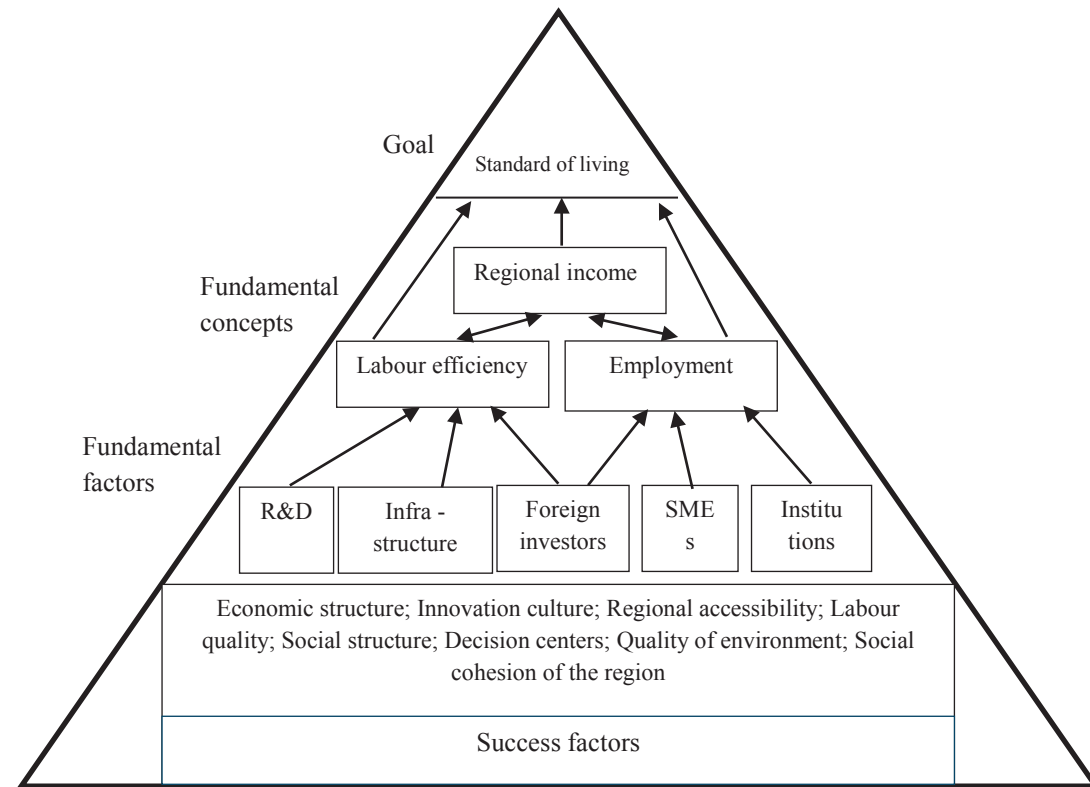 Goal
Standard of living
Fundamental
concepts
Regional income
Labour efficiency
Employment
Fundamental
factors
R&D
Infra -
structure
Foreign
investors
SME
s
Institu
tions
Economic structure; Innovation culture; Regional accessibility; Labour
quality; Social structure; Decision centers; Quality of environment; Social
cohesion of the region
Success factors